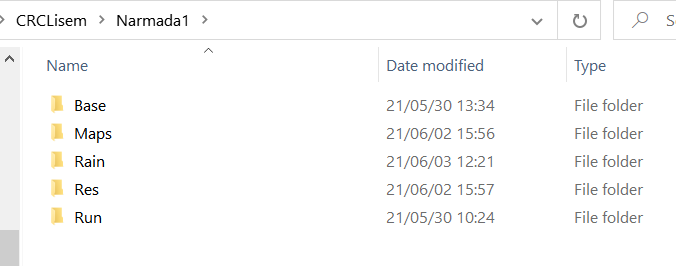 CRCLisem > Narmada1 >
Name Date modified Type
Base 21/05/30 13:34 File folder
Maps 21/06/02 15:56 File folder
Rain 21/06/03 12:21 File folder
Res 21/06/02 15:57 File folder
Run 21/05/30 10:24 File folder